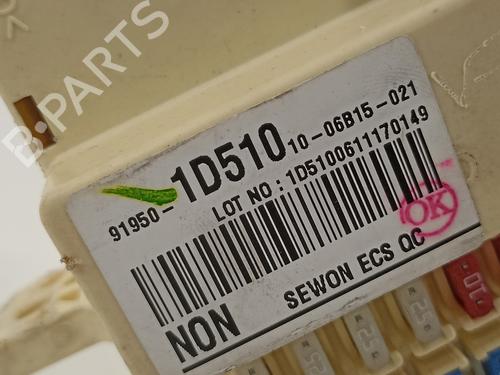 B-PARTS
91950-1D510 10-06B15-021
LOT NO : 1D5100611170149
OK
NON SEWON ECS QC
10